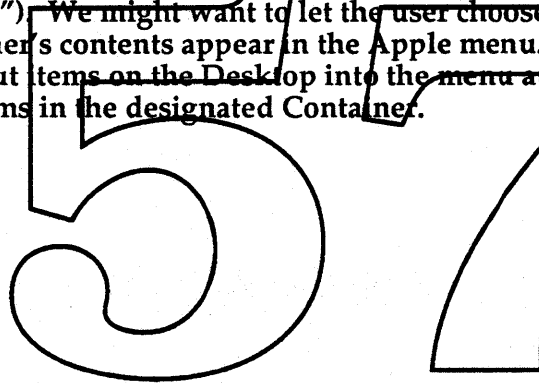 "). We might want to let the user choose
er's contents appear in the Apple menu.
ut items on the Desktop into the menu a
ms in the designated Container.
57